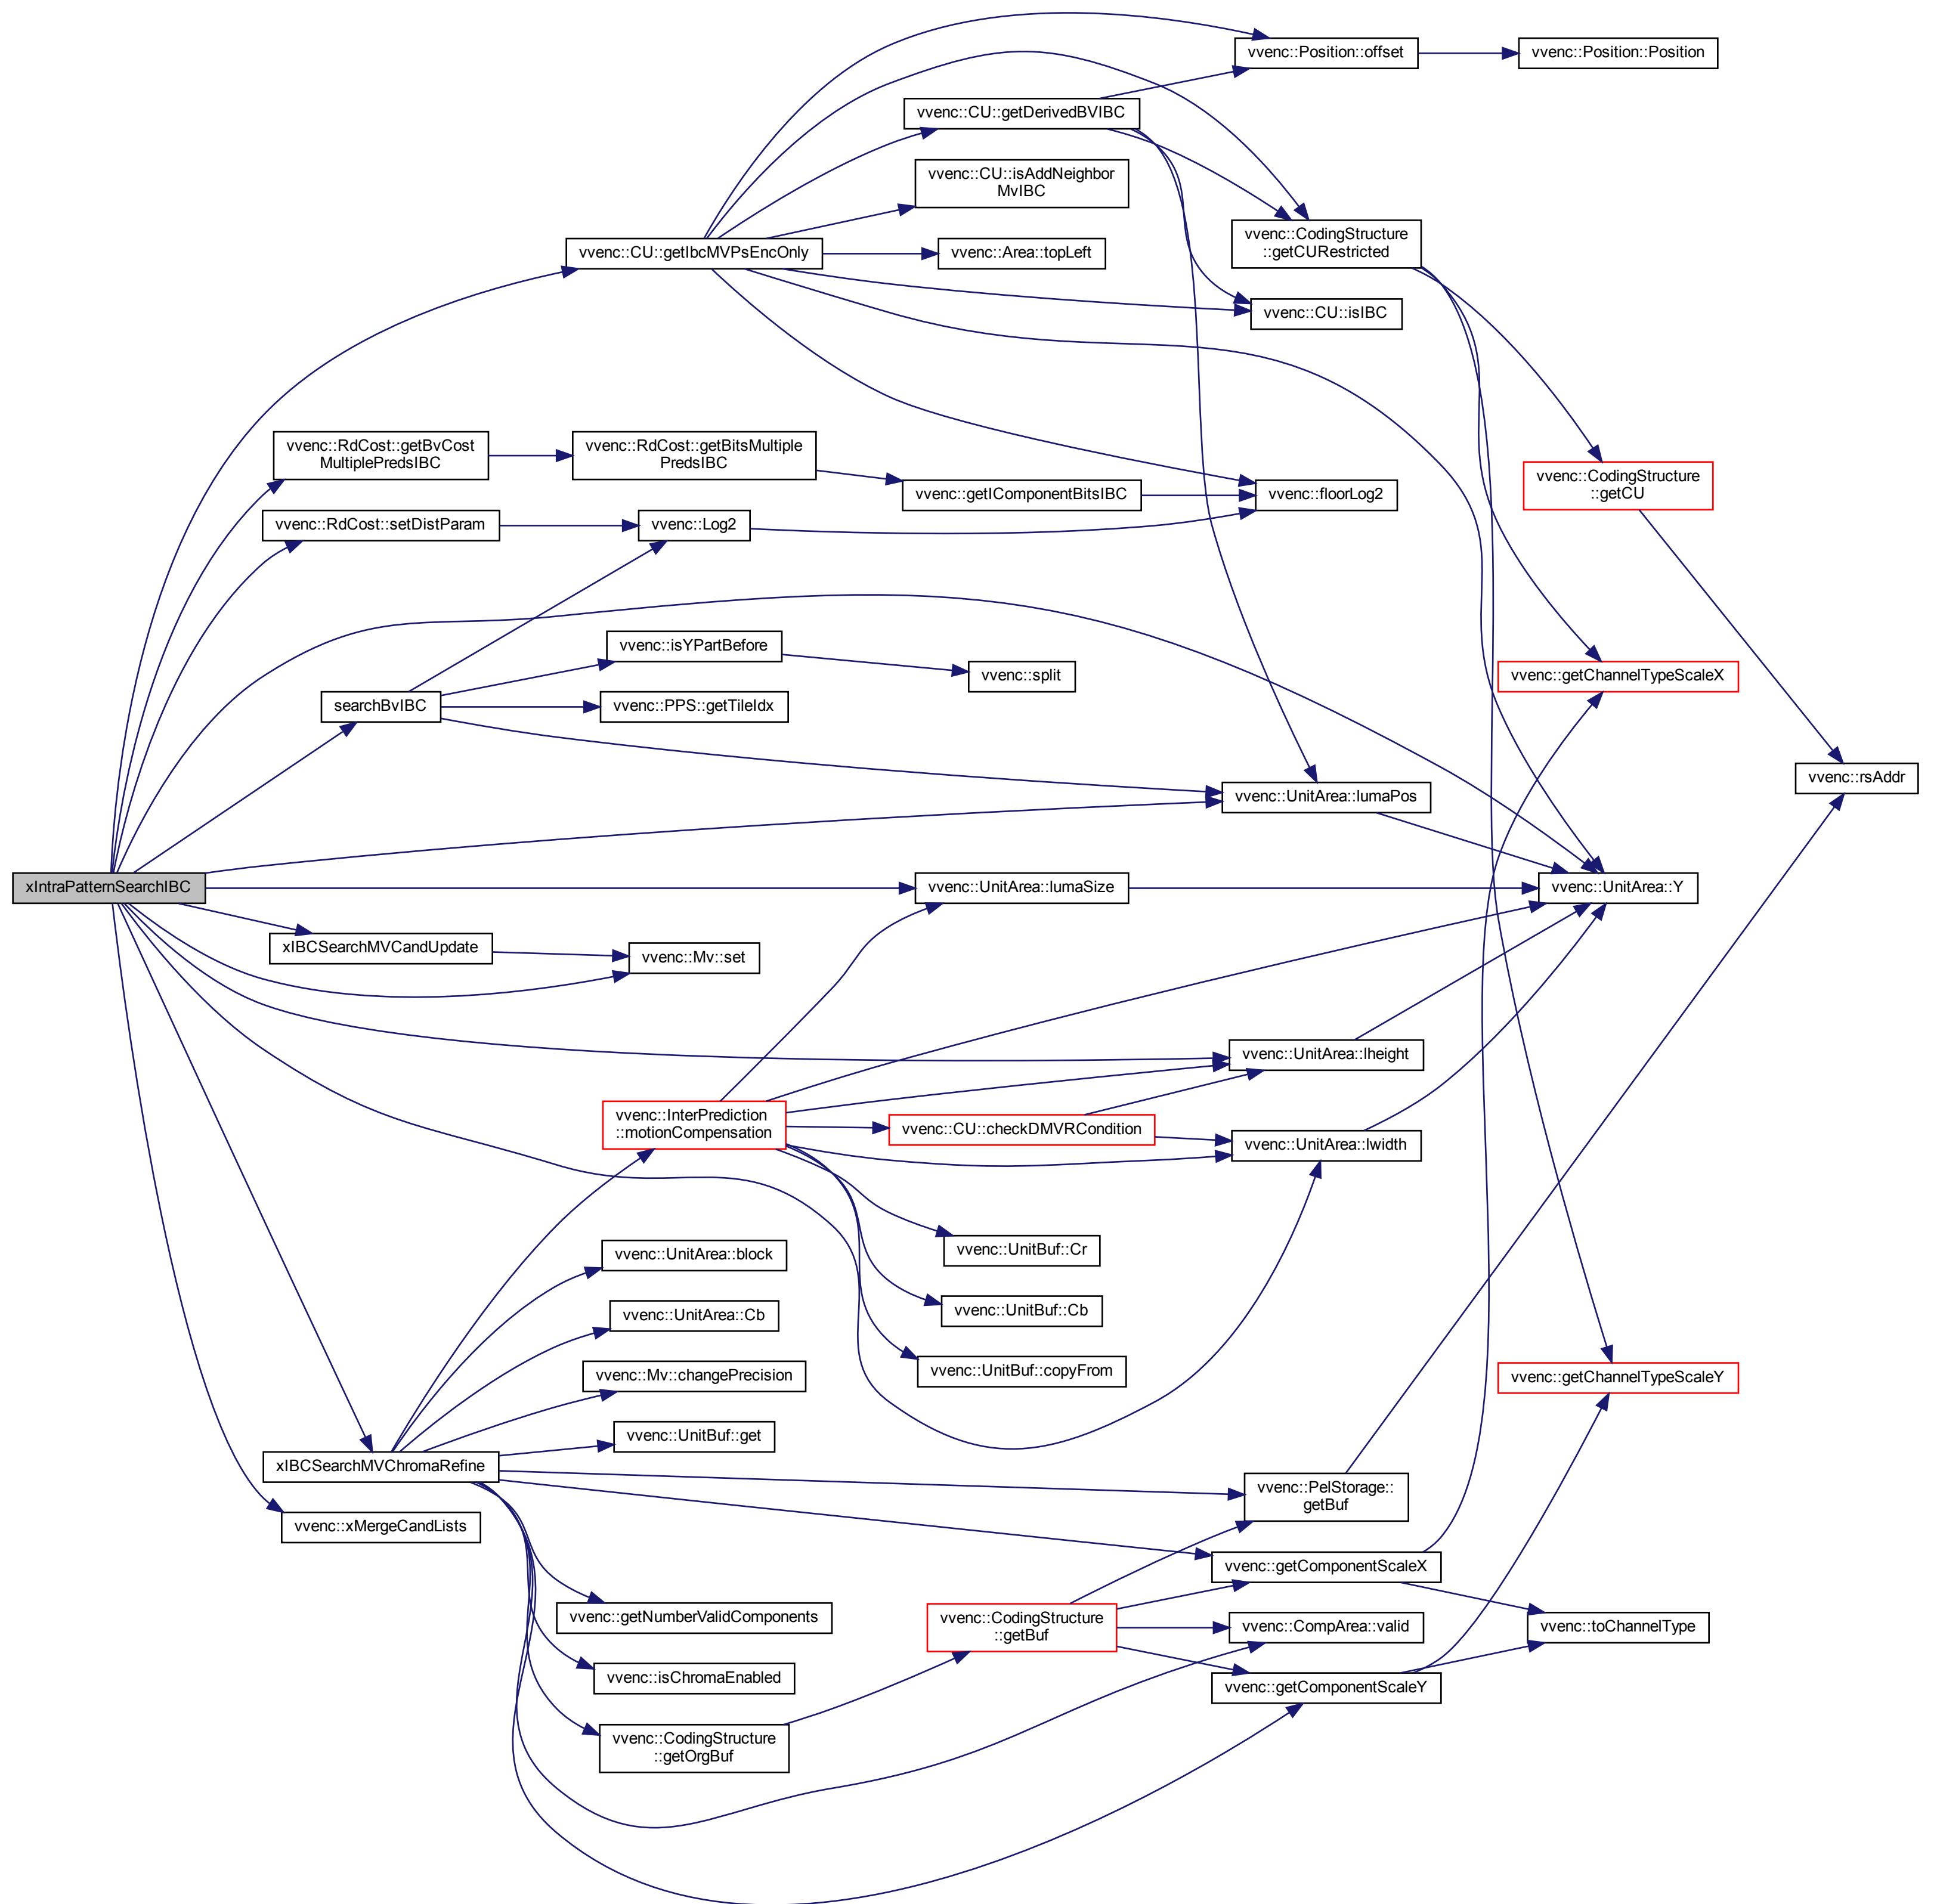 vvenc::Position::offset
vvenc::Position::Position
vvenc::CU::getDerivedBVIBC
vvenc::CU::isAddNeighbor
MvIBC
vvenc::CU::getIbcMVPsEncOnly
vvenc::Area::topLeft
vvenc::CodingStructure
::getCURestricted
vvenc::CU::isIBC
vvenc::RdCost::getBvCost
MultiplePredsIBC
vvenc::RdCost::getBitsMultiple
PredsIBC
vvenc::getIComponentBitsIBC
vvenc::floorLog2
vvenc::CodingStructure
::getCU
vvenc::RdCost::setDistParam
vvenc::Log2
vvenc::isYPartBefore
vvenc::split
vvenc::getChannelTypeScaleX
searchBvIBC
vvenc::PPS::getTileIdx
vvenc::rsAddr
vvenc::UnitArea::lumaPos
xIntraPatternSearchIBC
vvenc::UnitArea::lumaSize
vvenc::UnitArea::Y
xIBCSearchMVCandUpdate
vvenc::Mv::set
vvenc::UnitArea::lheight
vvenc::InterPrediction
::motionCompensation
vvenc::CU::checkDMVRCondition
vvenc::UnitArea::lwidth
vvenc::UnitBuf::Cr
vvenc::UnitArea::block
vvenc::UnitBuf::Cb
vvenc::UnitArea::Cb
vvenc::UnitBuf::copyFrom
vvenc::Mv::changePrecision
vvenc::getChannelTypeScaleY
vvenc::UnitBuf::get
xIBCSearchMVChromaRefine
vvenc::PelStorage::
getBuf
vvenc::xMergeCandLists
vvenc::getComponentScaleX
vvenc::getNumberValidComponents
vvenc::CodingStructure
::getBuf
vvenc::CompArea::valid
vvenc::toChannelType
vvenc::isChromaEnabled
vvenc::getComponentScaleY
vvenc::CodingStructure
::getOrgBuf